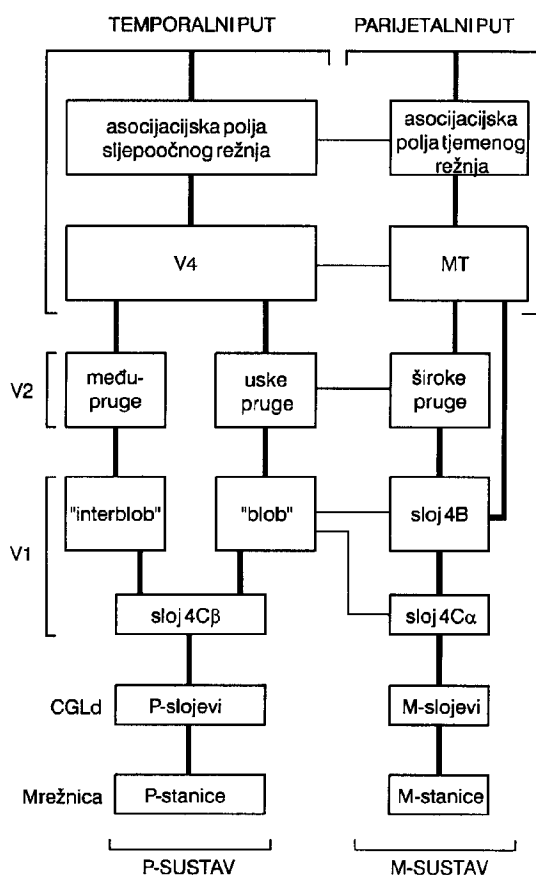 TEMPORALNI PUT
PARIJETALNI PUT
asocijacijska polja
sljepoočnog režnja
asocijacijska
polja tjemenog
režnja
V4
MT
V2
među-
pruge
uske
pruge
široke
pruge
V1
"interblob"
"blob"
sloj 4B
sloj 4Cβ
sloj 4Cα
CGLd
P-slojevi
M-slojevi
Mrežnica
P-stanice
M-stanice
P-SUSTAV
M-SUSTAV